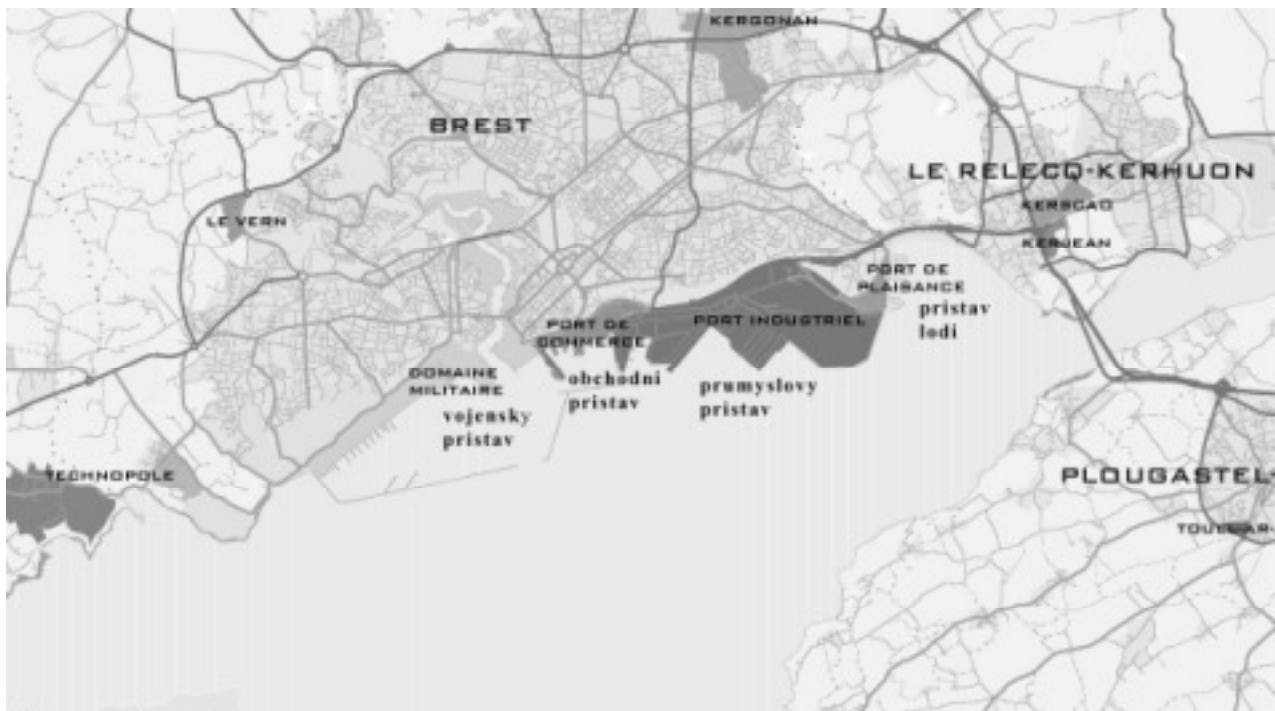 KERGONAN
BREST
LE RELECQ-KERHUON
KERSCAO
LE VERN
KERJEAN
PORT DE
PLAISANCE
pristav
lodi
PORT INDUSTRIEL
PORT DE
COMMERCE
DOMAINE
MILITAIRE
obchodni
pristav
prumyslovy
pristav
vojensky
pristav
TECHNOPOLE
PLOUGASTEL-